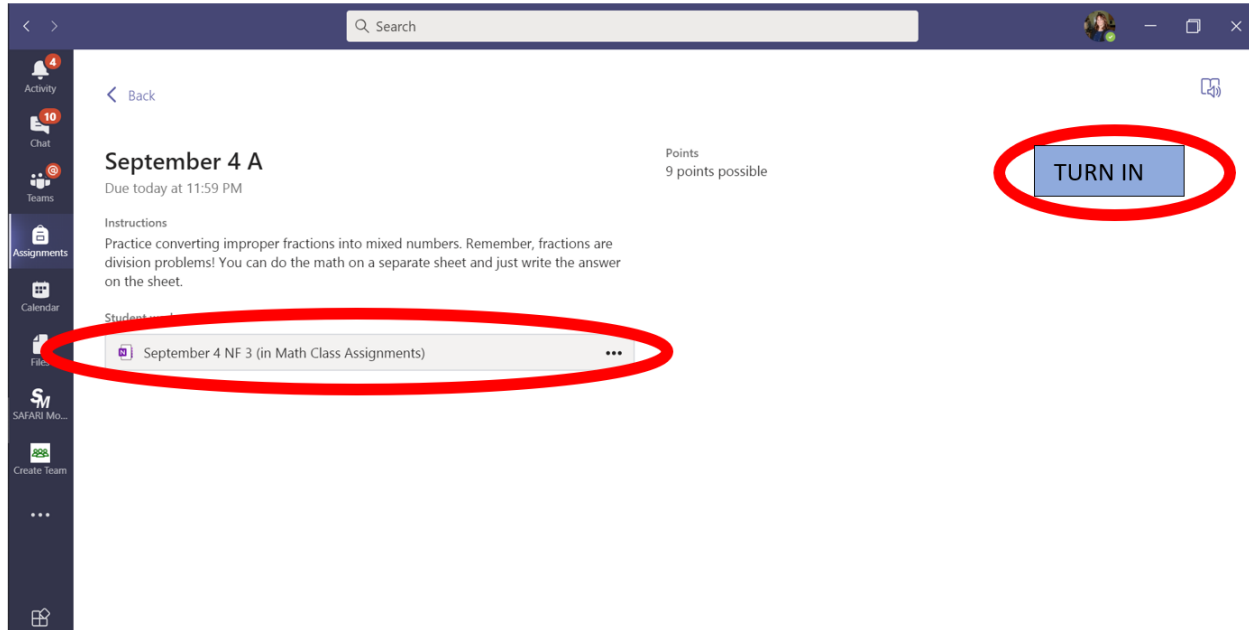 Search
4
Activity
10
Chat
@
Teams
Assignments
Calendar
Files
SM
SAFARI Mo...
Create Team
Back
September 4 A
Due today at 11:59 PM
Instructions
Practice converting improper fractions into mixed numbers. Remember, fractions are
division problems! You can do the math on a separate sheet and just write the answer
on the sheet.
Student
N September 4 NF 3 (in Math Class Assignments)
Points
9 points possible
TURN IN